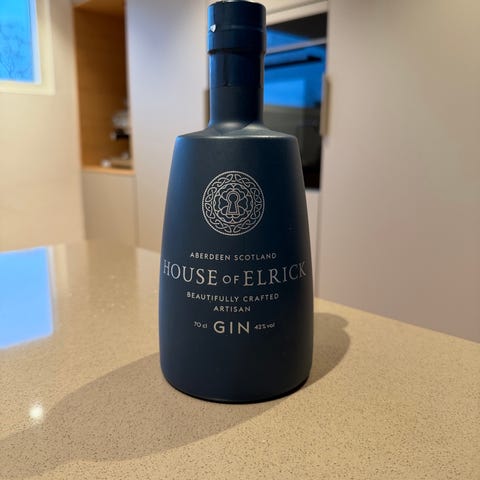 ABERDEEN SCOTLAND
HOUSE OF ELRICK
BEAUTIFULLY CRAFTED
ARTISAN
70 cl GIN 42% vol